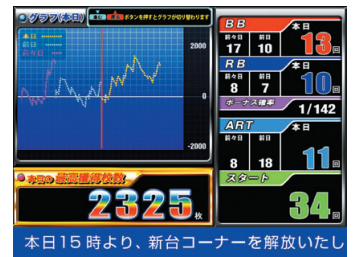 グラフ(本日)
ボタンを押すとグラフが切り替わります
本日
前日
前々日
2000
0
-2000
本日の最高獲得枚数
2325枚
BB
前々日 前日 本日
17 10 13回
RB
前々日 前日 本日
8 7 10回
ボーナス確率
1/142
ART
前々日 前日 本日
8 18 11回
スタート
34回
本日15時より、新台コーナーを解放いたし